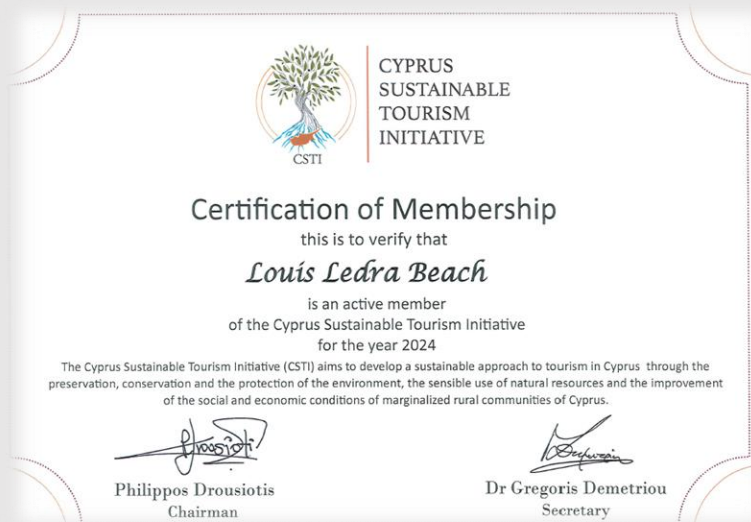 CYPRUS
SUSTAINABLE
TOURISM
INITIATIVE
CSTI
Certification of Membership
this is to verify that
Louis Ledra Beach
is an active member
of the Cyprus Sustainable Tourism Initiative
for the year 2024
The Cyprus Sustainable Tourism Initiative (CSTI) aims to develop a sustainable approach to tourism in Cyprus through the
preservation, conservation and the protection of the environment, the sensible use of natural resources and the improvement
of the social and economic conditions of marginalized rural communities of Cyprus.
Philippos Drousiotis
Chairman
Dr Gregoris Demetriou
Secretary